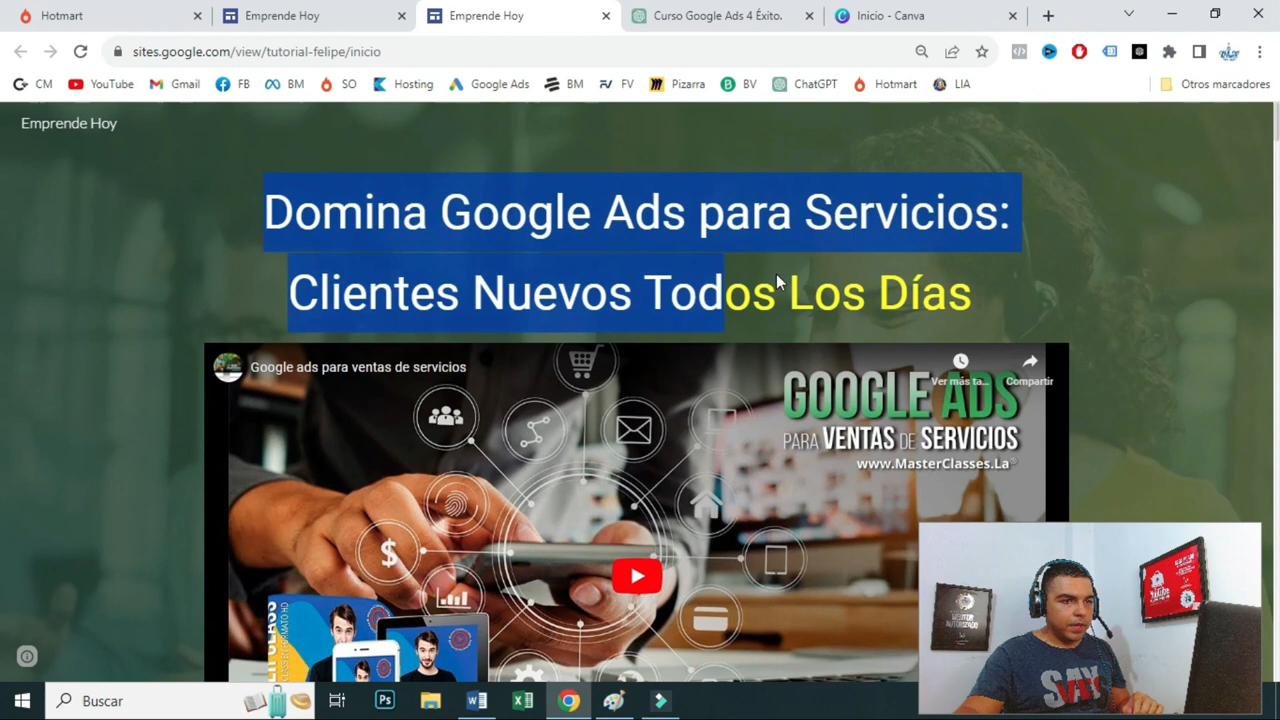 Hotmart
Emprende Hoy
Emprende Hoy
Curso Google Ads 4 Éxito.
Inicio - Canva
sites.google.com/view/tutorial-felipe/inicio
CM
YouTube
Gmail
FB
BM
SO
Hosting
Google Ads
BM
FV
Pizarra
BV
ChatGPT
Hotmart
LIA
Otros marcadores
Emprende Hoy
Domina Google Ads para Servicios:
Clientes Nuevos Todos Los Días
Google ads para ventas de servicios
Ver más ta...
Compartir
GOOGLE ADS
PARA VENTAS DE SERVICIOS
www.MasterClasses.La
Buscar